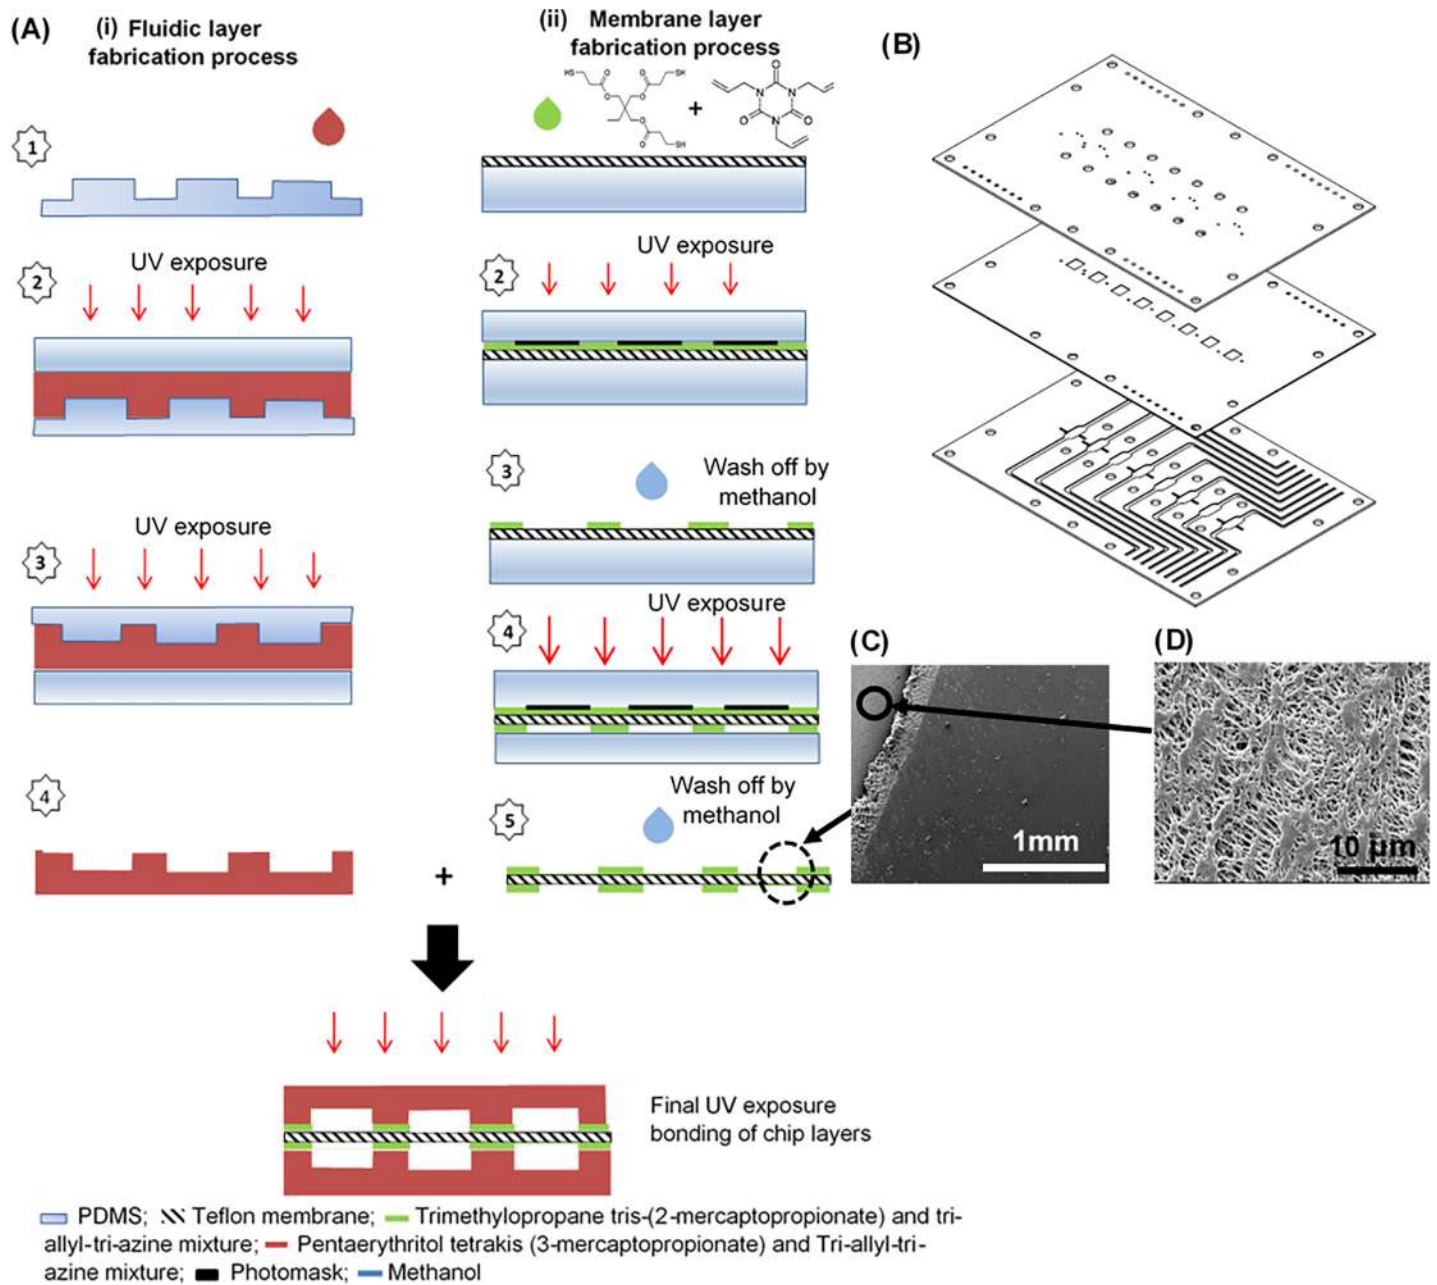 (A)
(i) Fluidic layer
fabrication process
1
2
UV exposure
UV exposure
3
4
(ii) Membrane layer
fabrication process
HS
O
O
O
O
SH
O
O
SH
+
O
N
N
O
N
O
UV exposure
2
3
Wash off by
methanol
UV exposure
4
Wash off by
methanol
5
+
Final UV exposure
bonding of chip layers
(B)
(C)
1mm
(D)
10 µm
PDMS; Teflon membrane; Trimethylopropane tris-(2-mercaptopropionate) and tri-
allyl-tri-azine mixture; Pentaerythritol tetrakis (3-mercaptopropionate) and Tri-allyl-tri-
azine mixture; Photomask; Methanol